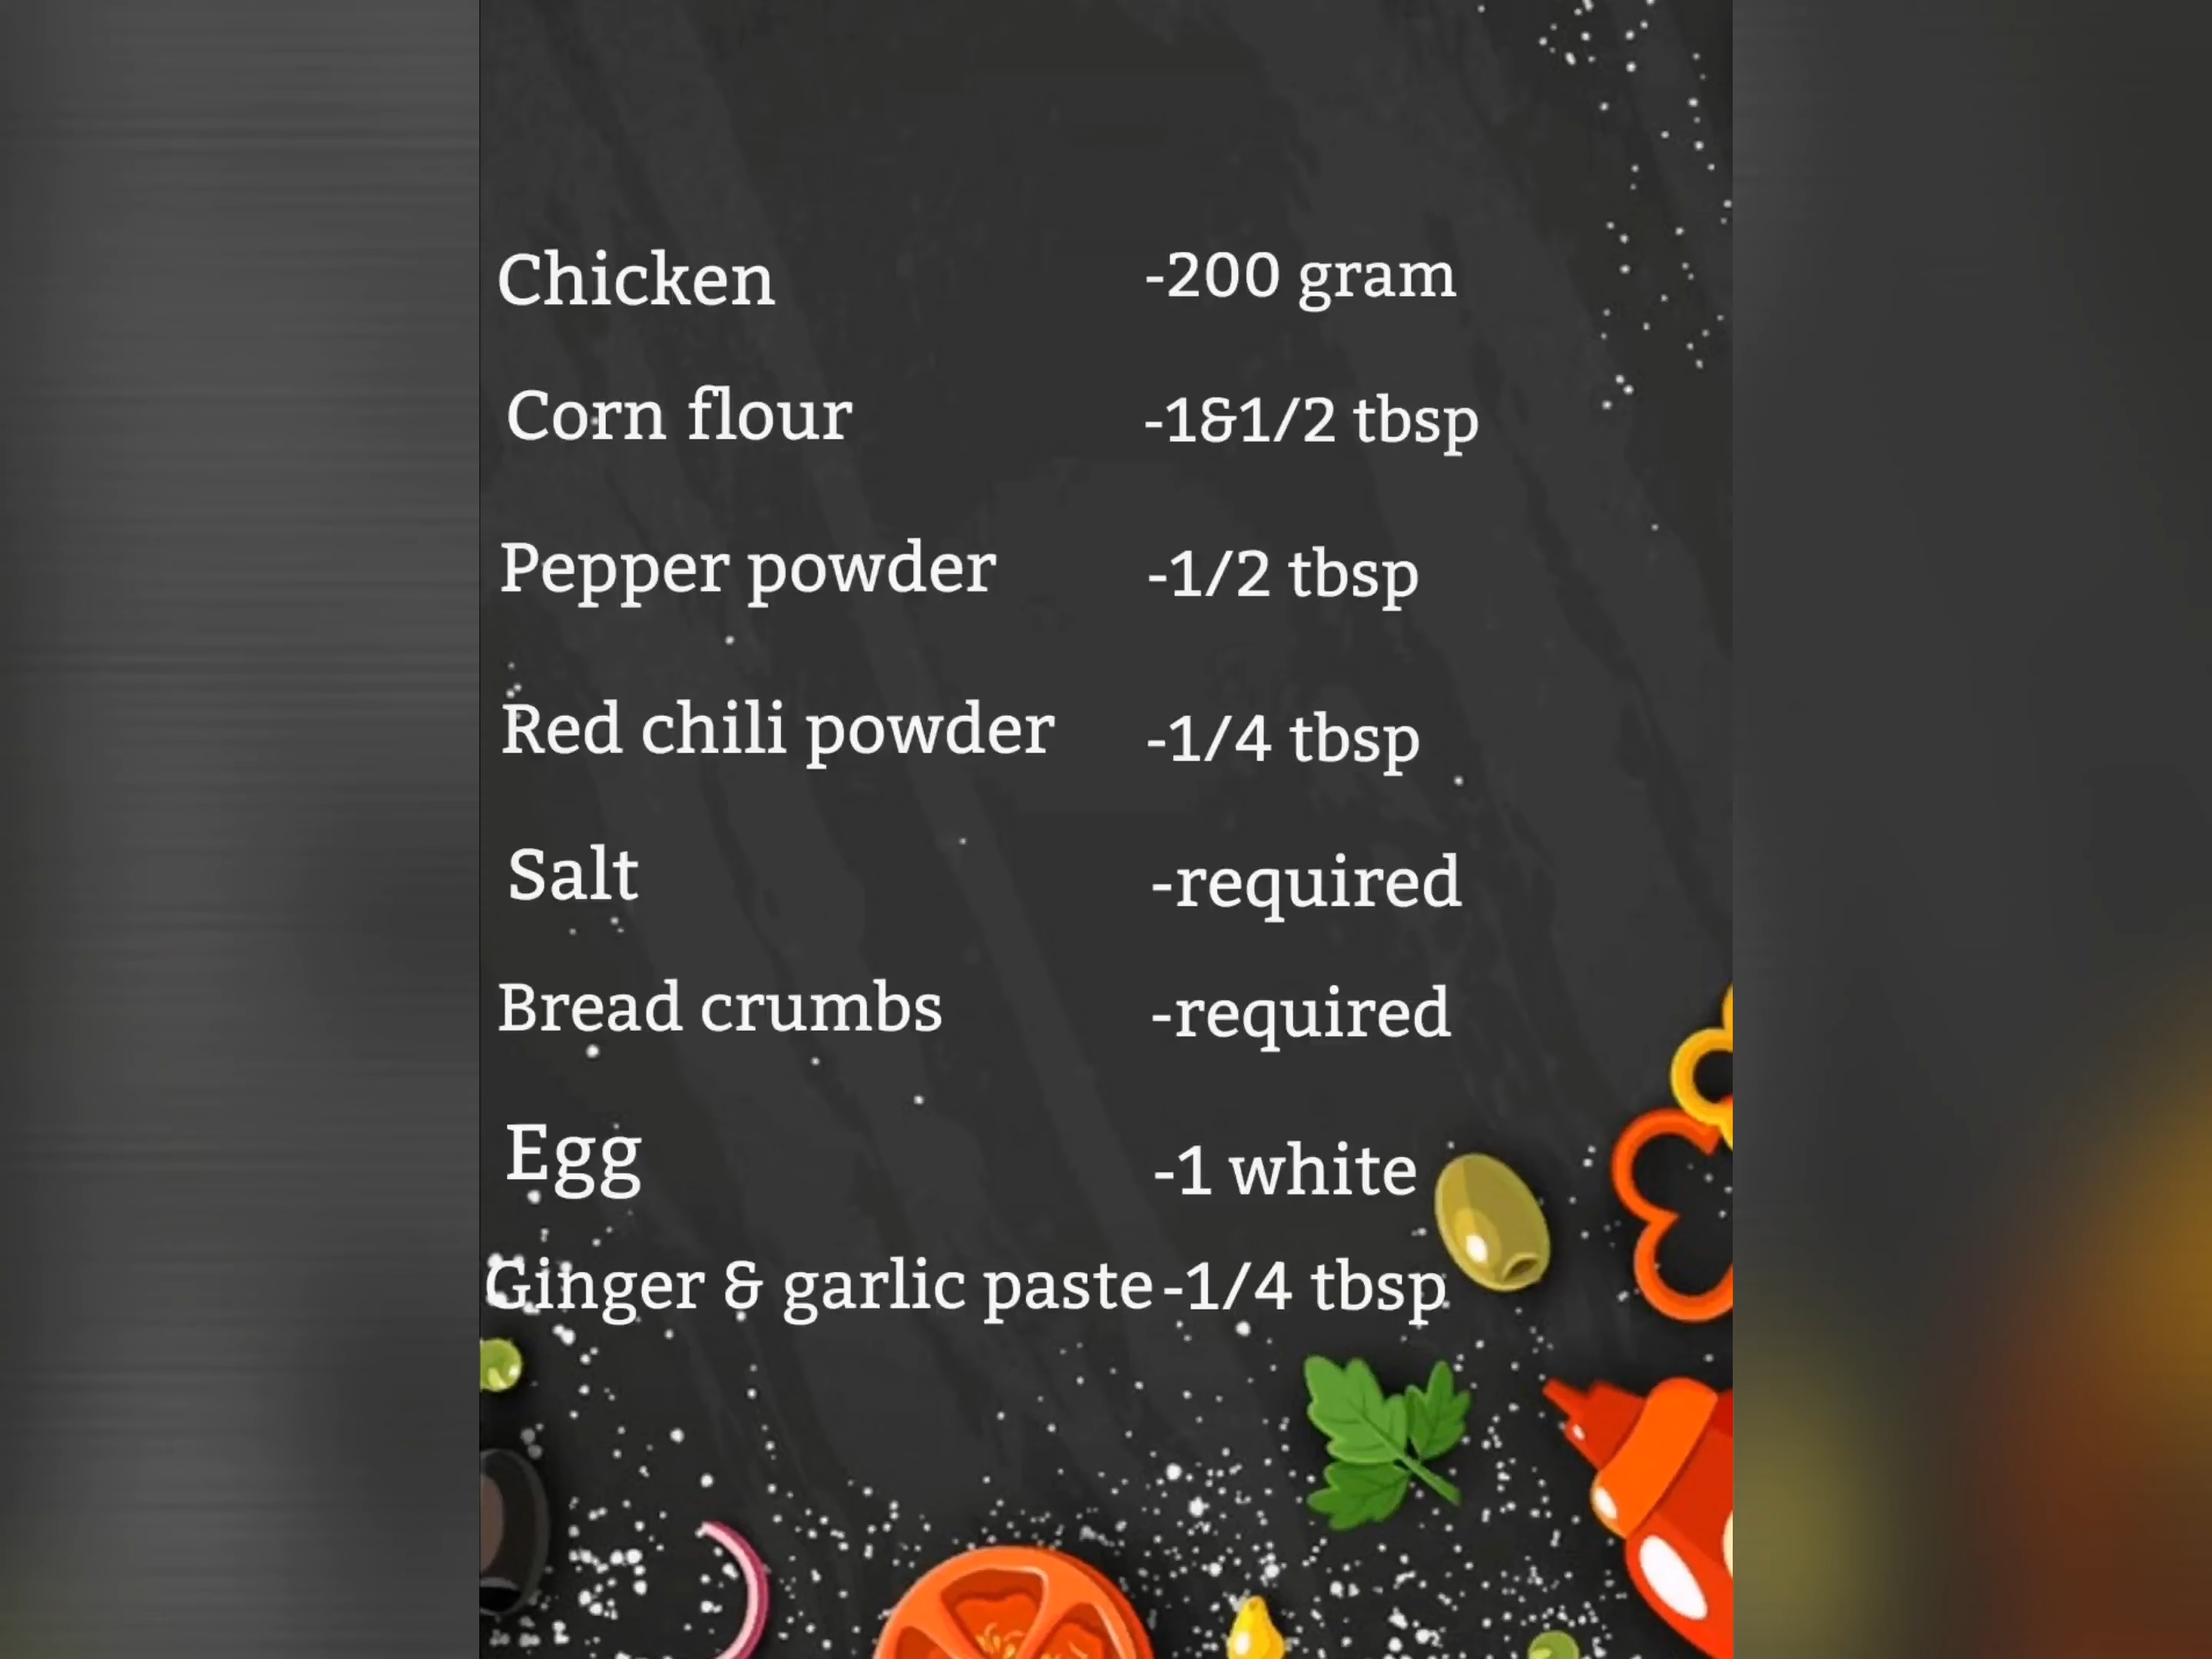 Chicken -200 gram
Corn flour -1&1/2 tbsp
Pepper powder -1/2 tbsp
Red chili powder -1/4 tbsp
Salt -required
Bread crumbs -required
Egg -1 white
Ginger & garlic paste -1/4 tbsp